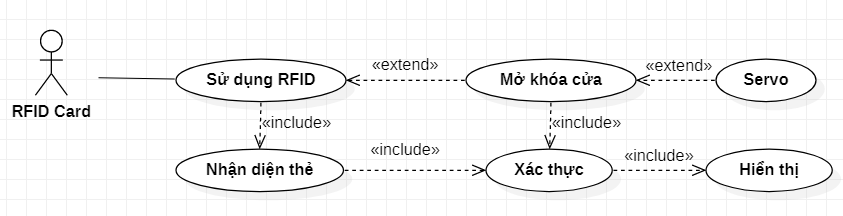 RFID Card
Sử dụng RFID
«extend»
Mở khóa cửa
«extend»
Servo
«include»
«include»
Nhận diện thẻ
«include»
Xác thực
«include»
Hiển thị